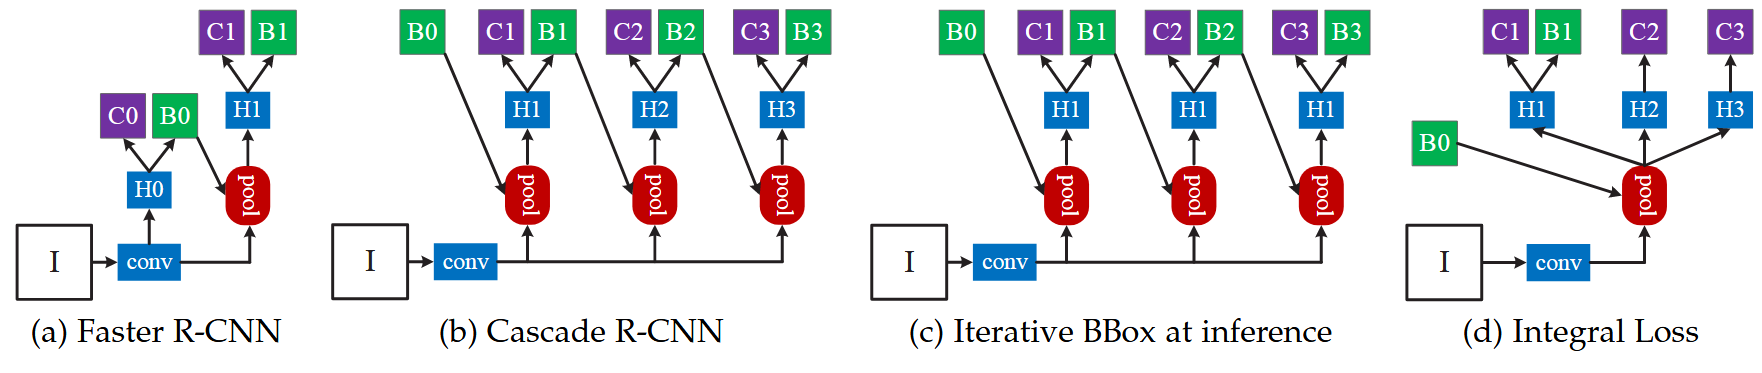 C1 B1
C0 B0
H1
H0
pool
I
conv
(a) Faster R-CNN
B0 C1 B1 C2 B2 C3 B3
H1 H2 H3
pool pool pool
I
conv
(b) Cascade R-CNN
B0 C1 B1 C2 B2 C3 B3
H1 H1 H1
pool pool pool
I
conv
(c) Iterative BBox at inference
C1 B1 C2 C3
H1 H2 H3
B0
pool
I
conv
(d) Integral Loss